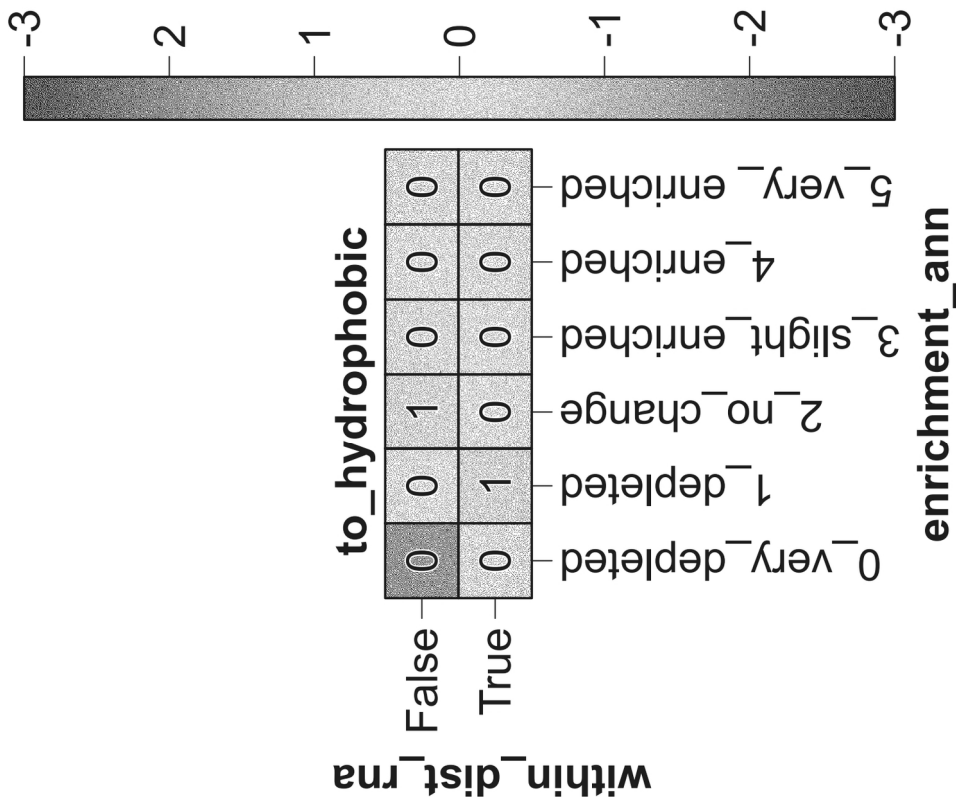 to_hydrophobic
-3
2
1
0
-1
-2
-3
within_dist_rna
False 0 0 1 0 0 0
True 0 1 0 0 0 0
0_very_depleted
1_depleted
2_no_change
3_slight_enriched
4_enriched
5_very_enriched
enrichment_ann